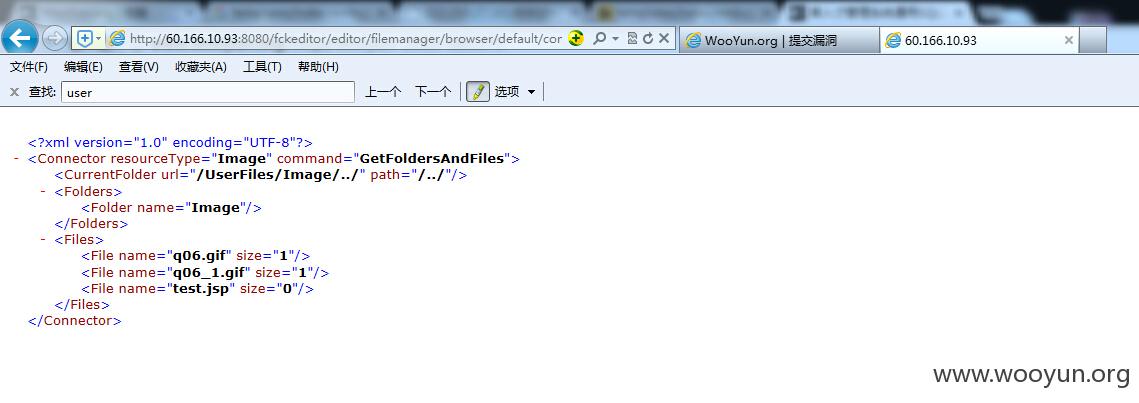 http://60.166.10.93:8080/fckeditor/editor/filemanager/browser/default/cor
WooYun.org | 提交漏洞
60.166.10.93
文件(F) 编辑(E) 查看(V) 收藏夹(A) 工具(T) 帮助(H)
查找: user 上一个 下一个 选项
<?xml version="1.0" encoding="UTF-8"?>
- <Connector resourceType="Image" command="GetFoldersAndFiles">
<CurrentFolder url="/UserFiles/Image/../" path="/../"/>
- <Folders>
<Folder name="Image"/>
</Folders>
- <Files>
<File name="q06.gif" size="1"/>
<File name="q06_1.gif" size="1"/>
<File name="test.jsp" size="0"/>
</Files>
</Connector>
www.wooyun.org